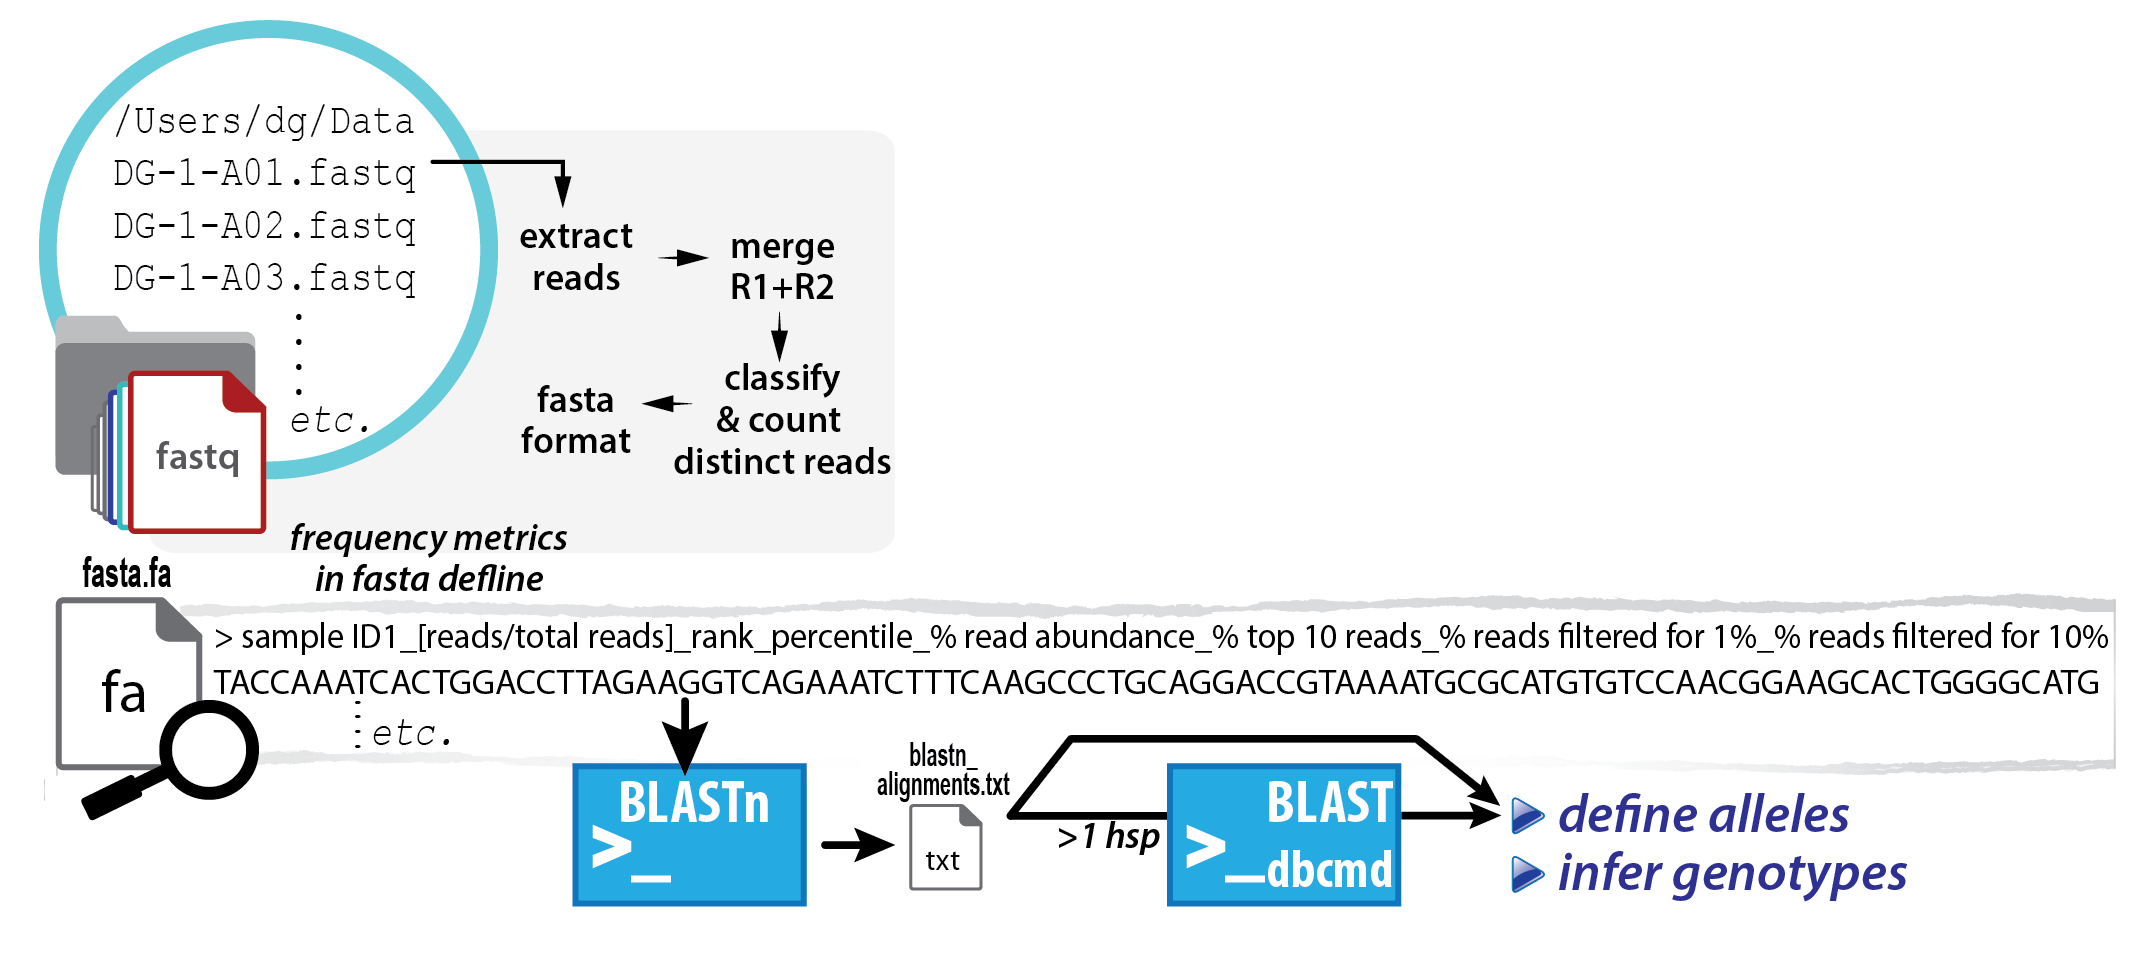 /Users/dg/Data
DG-1-A01.fastq
DG-1-A02.fastq
DG-1-A03.fastq
etc.
fastq
extract
reads
merge
R1+R2
classify
& count
distinct reads
fasta
format
frequency metrics
in fasta defline
fasta.fa
fa
> sample ID1_[reads/total reads]_rank_percentile_% read abundance_% top 10 reads_% reads filtered for 1%_% reads filtered for 10%
TACCAAATCACTGGACCTTAGAAGGTCAGAAATCTTTCAAGCCCTGCAGGACCGTAAAATGCGCATGTGTCCAACGGAAGCACTGGGGCATG
etc.
BLASTn
>_
blastn_
alignments.txt
txt
>1 hsp
BLAST
>_dbcmd
define alleles
infer genotypes